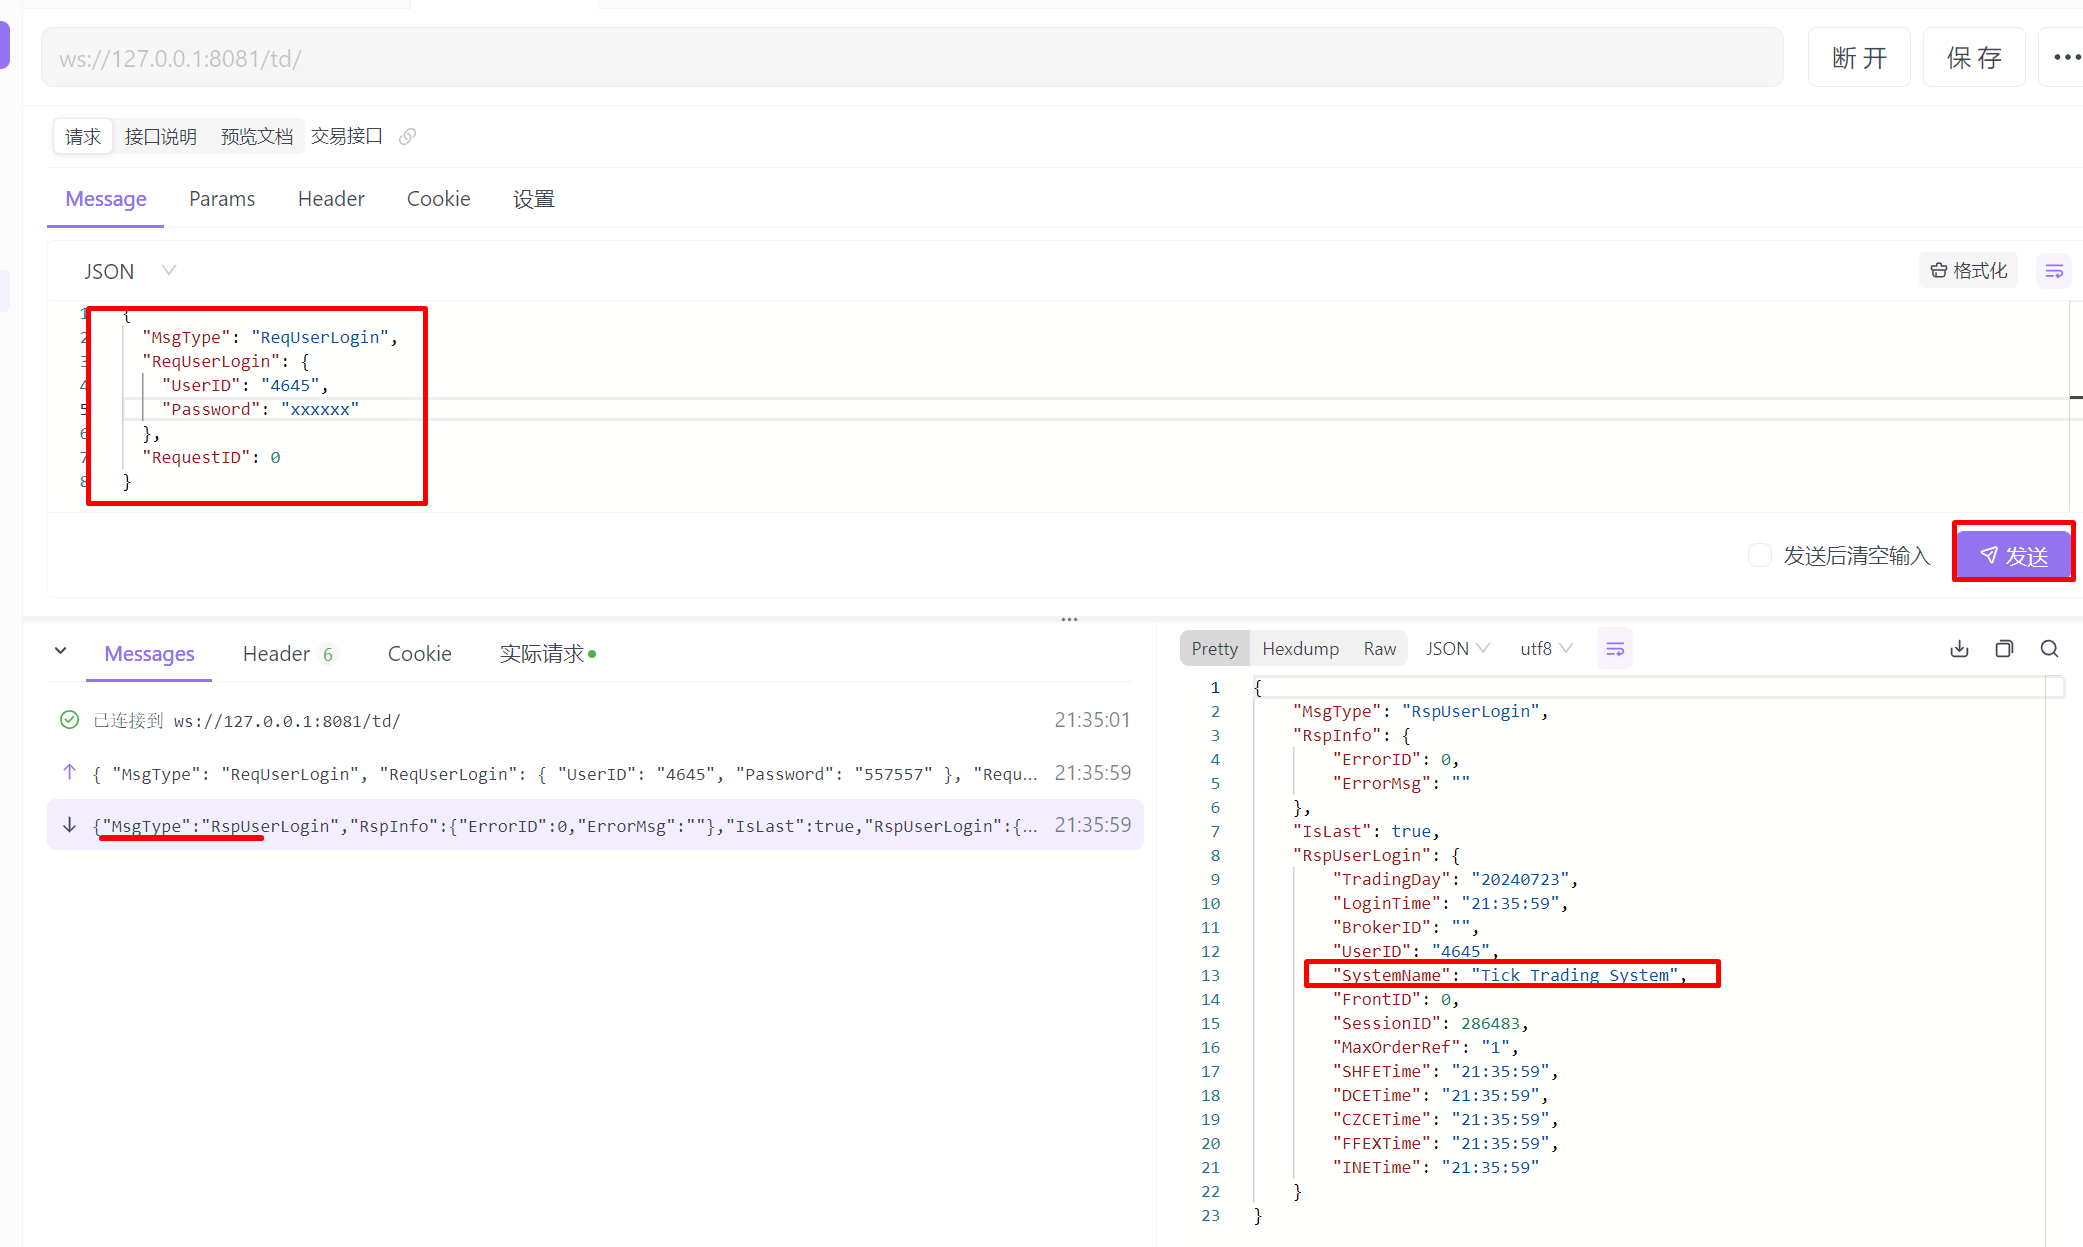 ws://127.0.0.1:8081/td/
断 开
保 存
请求 接口说明 预览文档 交易接口
Message Params Header Cookie 设置
JSON
格式化
1 {
2 "MsgType": "ReqUserLogin",
3 "ReqUserLogin": {
4 "UserID": "4645",
5 "Password": "xxxxxx"
6 },
7 "RequestID": 0
8 }
发送后清空输入
发送
Messages Header 6 Cookie 实际请求
已连接到 ws://127.0.0.1:8081/td/ 21:35:01
{ "MsgType": "ReqUserLogin", "ReqUserLogin": { "UserID": "4645", "Password": "557557" }, "Requ... 21:35:59
{"MsgType":"RspUserLogin","RspInfo":{"ErrorID":0,"ErrorMsg":""},"IsLast":true,"RspUserLogin":{... 21:35:59
Pretty Hexdump Raw JSON utf8
1 {
2 "MsgType": "RspUserLogin",
3 "RspInfo": {
4 "ErrorID": 0,
5 "ErrorMsg": ""
6 },
7 "IsLast": true,
8 "RspUserLogin": {
9 "TradingDay": "20240723",
10 "LoginTime": "21:35:59",
11 "BrokerID": "",
12 "UserID": "4645",
13 "SystemName": "Tick Trading System",
14 "FrontID": 0,
15 "SessionID": 286483,
16 "MaxOrderRef": "1",
17 "SHFETime": "21:35:59",
18 "DCETime": "21:35:59",
19 "CZCETime": "21:35:59",
20 "FFEXTime": "21:35:59",
21 "INETime": "21:35:59"
22 }
23 }